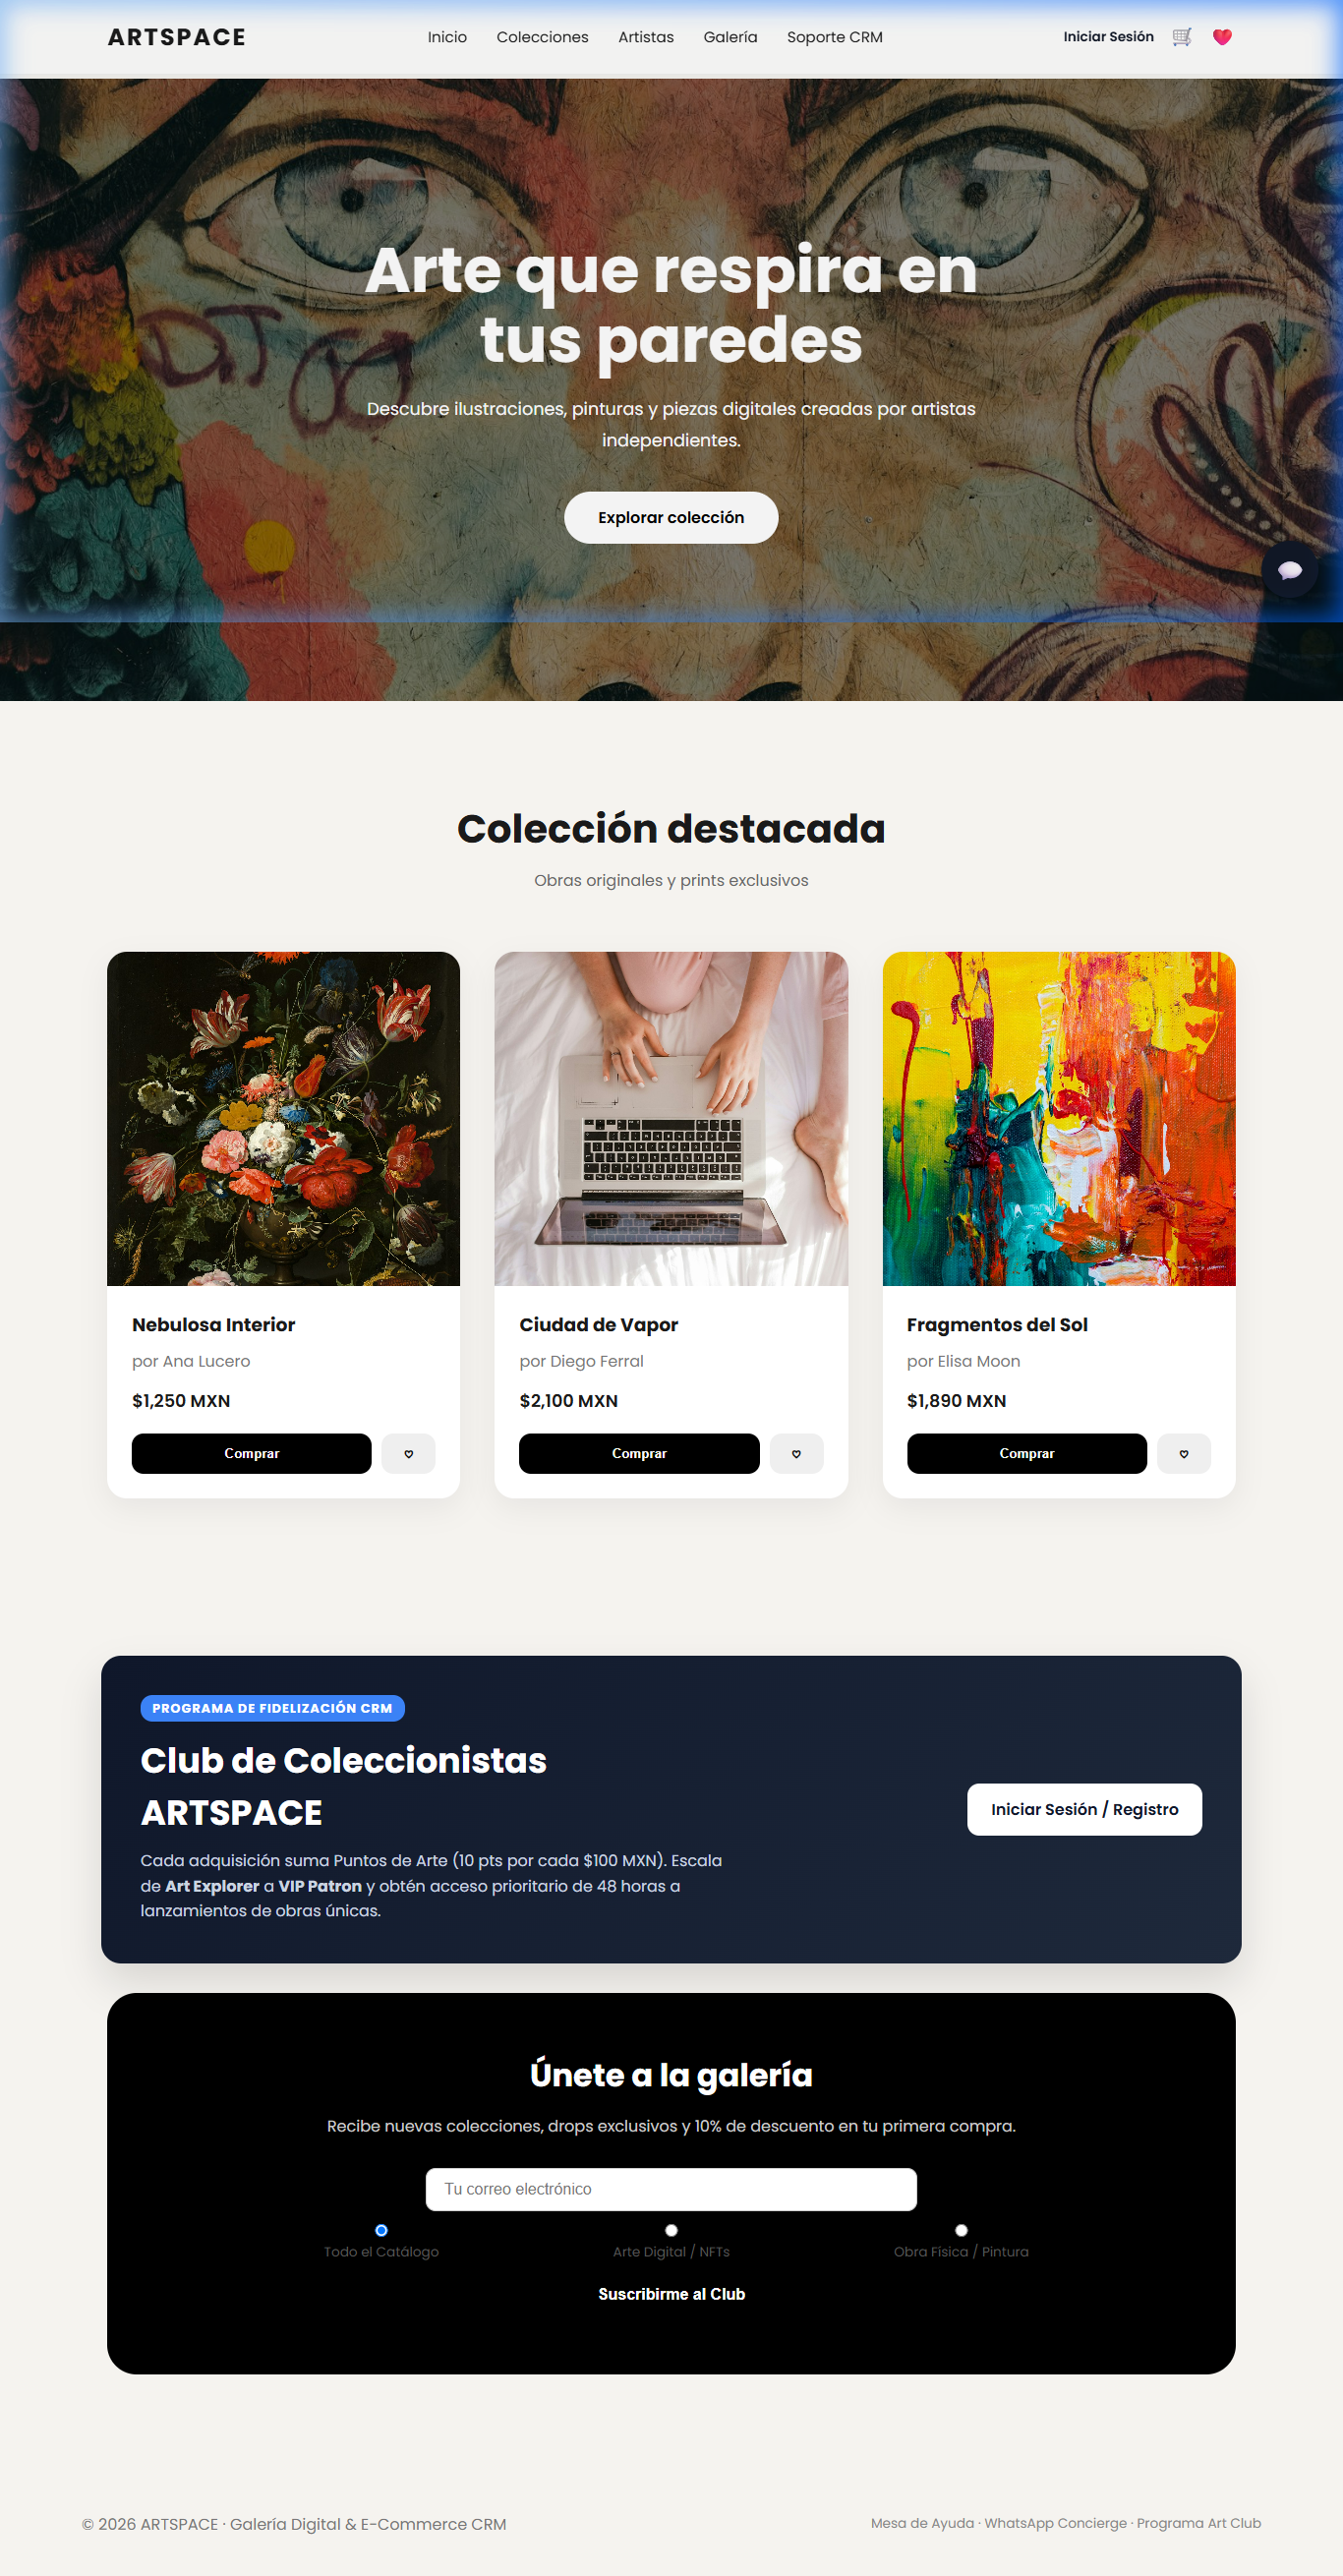 ARTSPACE
Inicio Colecciones Artistas Galería Soporte CRM
Iniciar Sesión
Arte que respira en
tus paredes
Descubre ilustraciones, pinturas y piezas digitales creadas por artistas
independientes.
Explorar colección
Colección destacada
Obras originales y prints exclusivos
Nebulosa Interior
por Ana Lucero
$1,250 MXN
Comprar
Ciudad de Vapor
por Diego Ferral
$2,100 MXN
Comprar
Fragmentos del Sol
por Elisa Moon
$1,890 MXN
Comprar
PROGRAMA DE FIDELIZACIÓN CRM
Club de Coleccionistas
ARTSPACE
Cada adquisición suma Puntos de Arte (10 pts por cada $100 MXN). Escala
de Art Explorer a VIP Patron y obtén acceso prioritario de 48 horas a
lanzamientos de obras únicas.
Iniciar Sesión / Registro
Únete a la galería
Recibe nuevas colecciones, drops exclusivos y 10% de descuento en tu primera compra.
Tu correo electrónico
Todo el Catálogo
Arte Digital / NFTs
Obra Física / Pintura
Suscribirme al Club
© 2026 ARTSPACE · Galería Digital & E-Commerce CRM
Mesa de Ayuda · WhatsApp Concierge · Programa Art Club